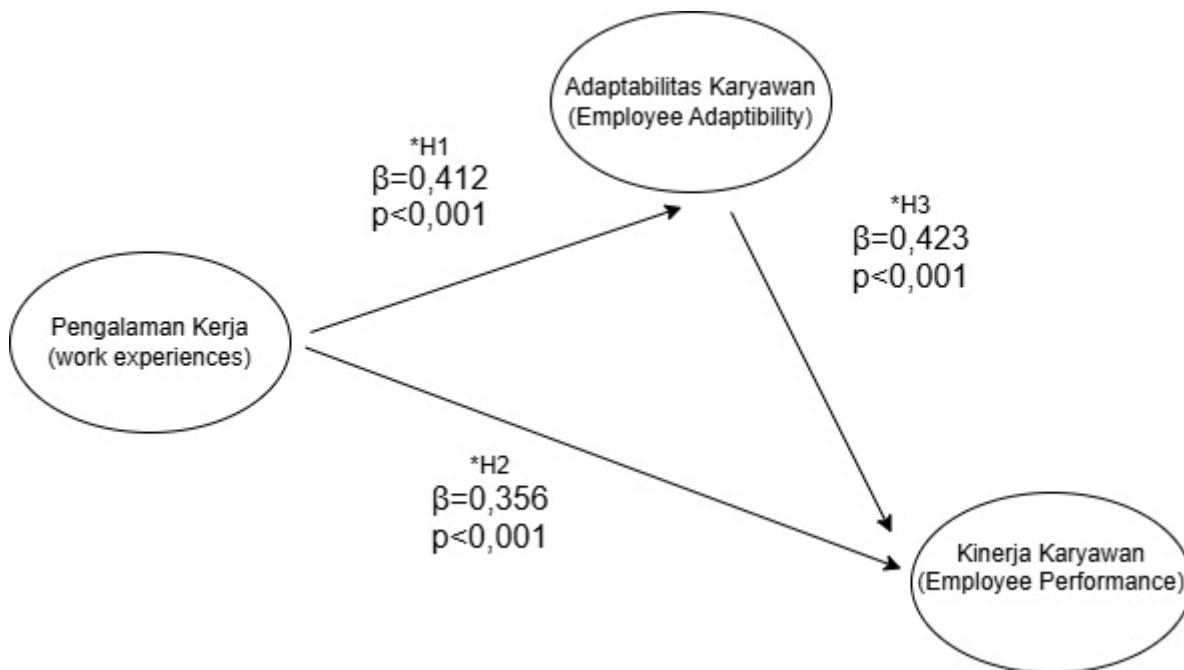 Adaptabilitas Karyawan
(Employee Adaptibility)
*H1
β=0,412
p<0,001
*H3
β=0,423
p<0,001
Pengalaman Kerja
(work experiences)
*H2
β=0,356
p<0,001
Kinerja Karyawan
(Employee Performance)